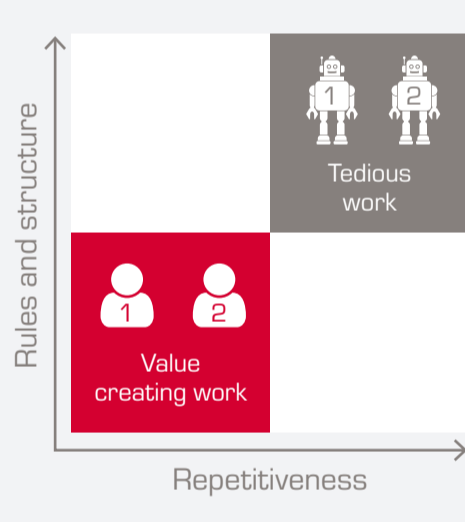 Rules and structure
1 2
Tedious
work
1 2
Value
creating work
Repetitiveness